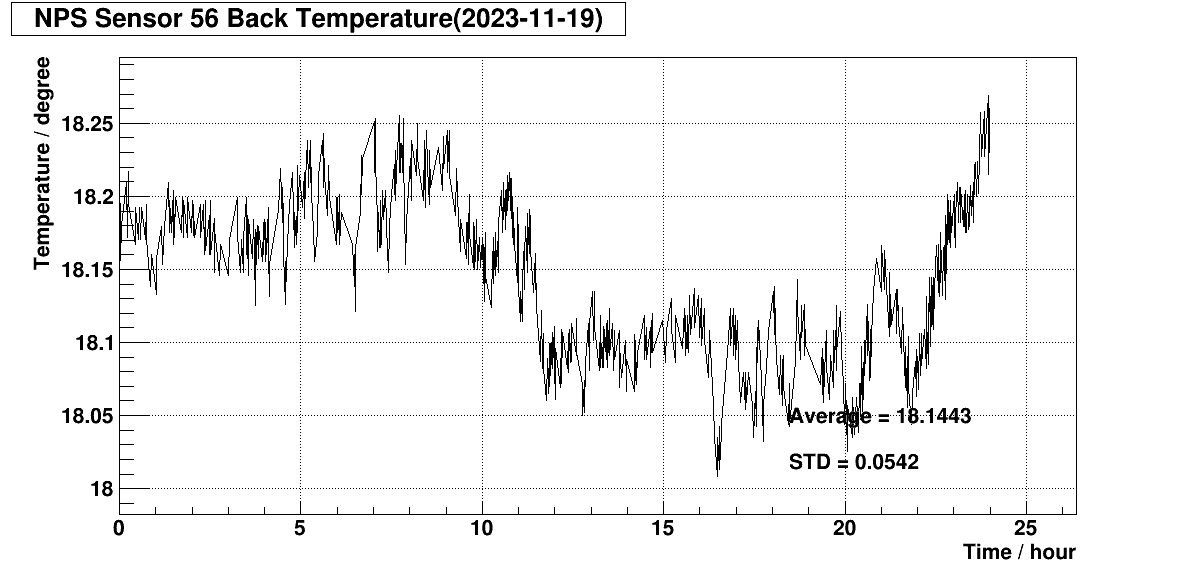 NPS Sensor 56 Back Temperature(2023-11-19)
Temperature / degree
18.25
18.2
18.15
18.1
18.05
18
Average = 18.1443
STD = 0.0542
0 5 10 15 20 25
Time / hour